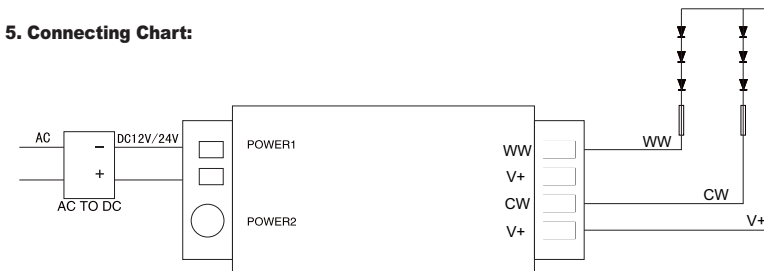 5. Connecting Chart:
AC
DC12V/24V
−
+
AC TO DC
POWER1
POWER2
WW
V+
CW
V+
WW
CW
V+